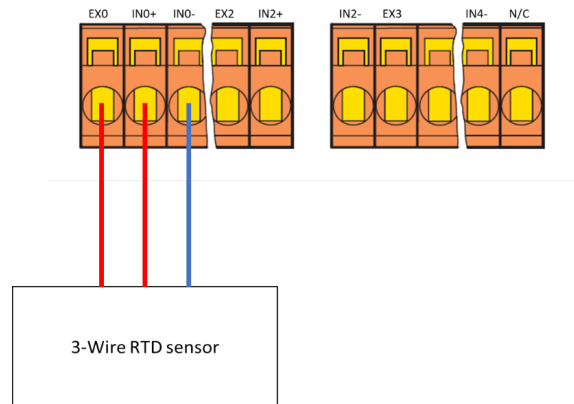 EX0 IN0+ IN0- EX2 IN2+ IN2- EX3 IN4- N/C
3-Wire RTD sensor